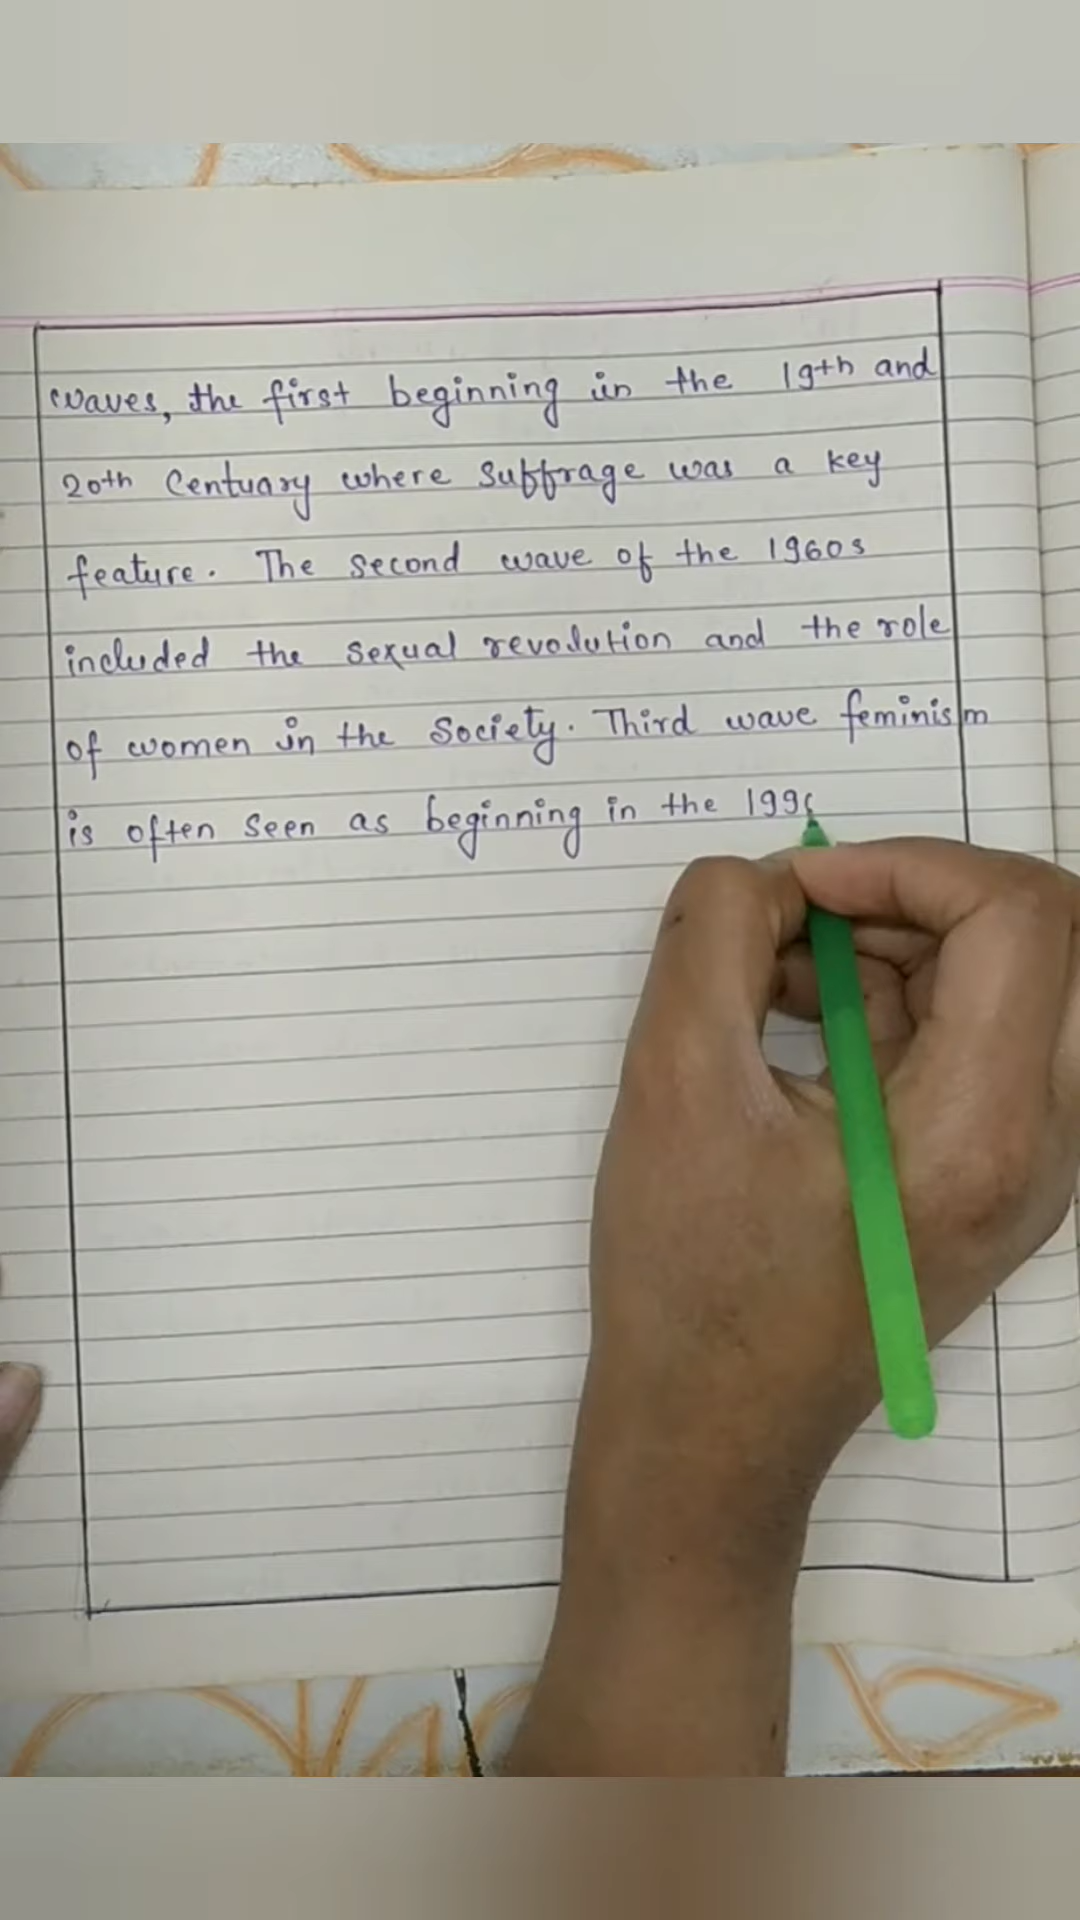 waves, the first beginning in the 19th and
20th Centuary where Suffrage was a key
feature. The second wave of the 1960s
included the sexual revolution and the role
of women in the Society. Third wave feminism
is often seen as beginning in the